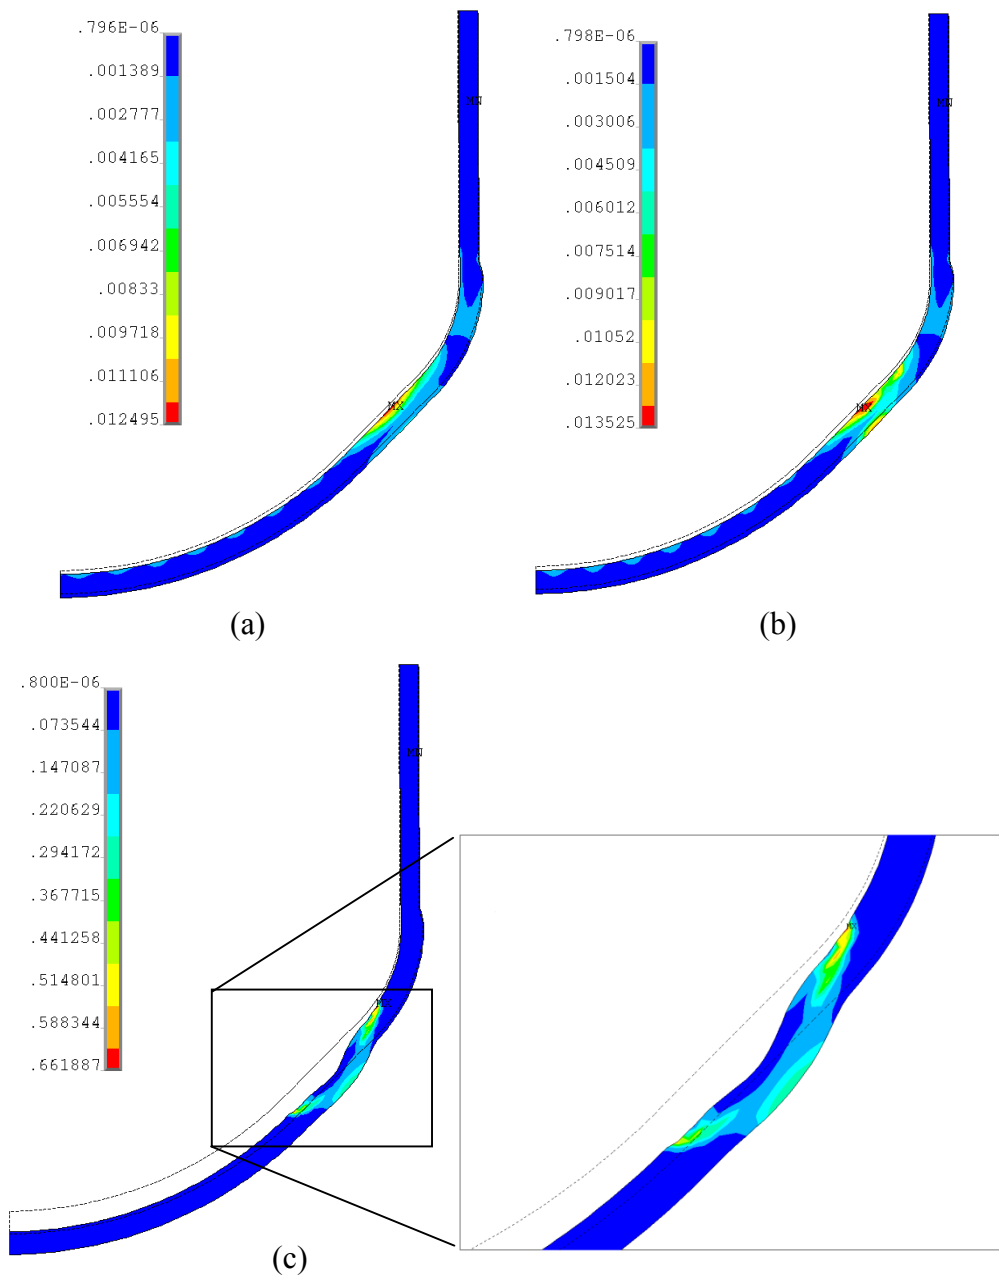 .796E-06
.001389
.002777
.004165
.005554
.006942
.00833
.009718
.011106
.012495
MN
MX
(a)
.798E-06
.001504
.003006
.004509
.006012
.007514
.009017
.01052
.012023
.013525
MN
MX
(b)
.800E-06
.073544
.147087
.220629
.294172
.367715
.441258
.514801
.588344
.661887
MN
MX
MX
(c)